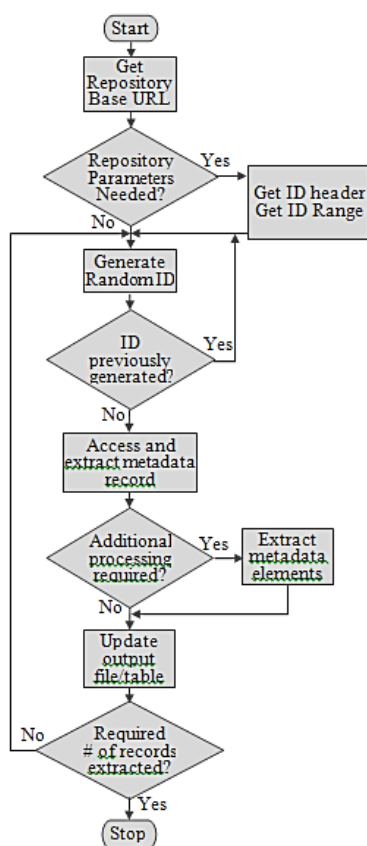 Start
Get
Repository
Base URL
Repository
Parameters
Needed?
Yes
No
Get ID header
Get ID Range
Generate
Random ID
ID
previously
generated?
Yes
No
Access and
extract metadata
record
Additional
processing
required?
Yes
No
Extract
metadata
elements
Update
output
file/table
Required
# of records
extracted?
No
Yes
Stop